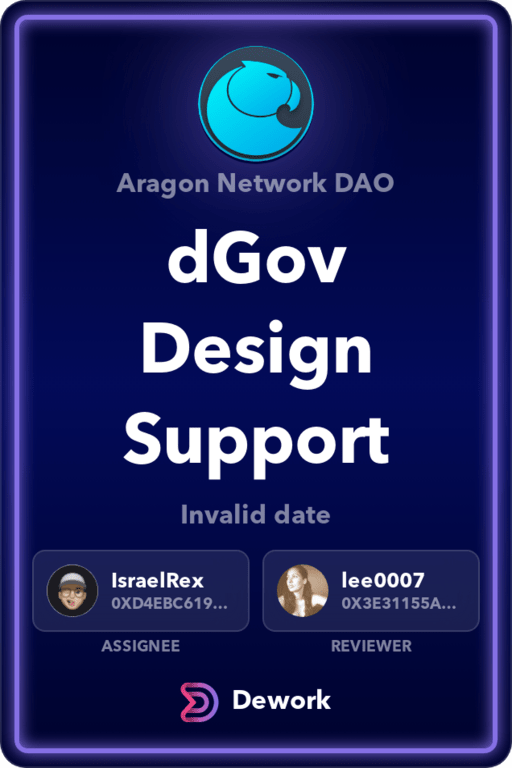 Aragon Network DAO
dGov
Design
Support
Invalid date
IsraelRex
0XD4EBC619...
ASSIGNEE
lee0007
0X3E31155A...
REVIEWER
Dework